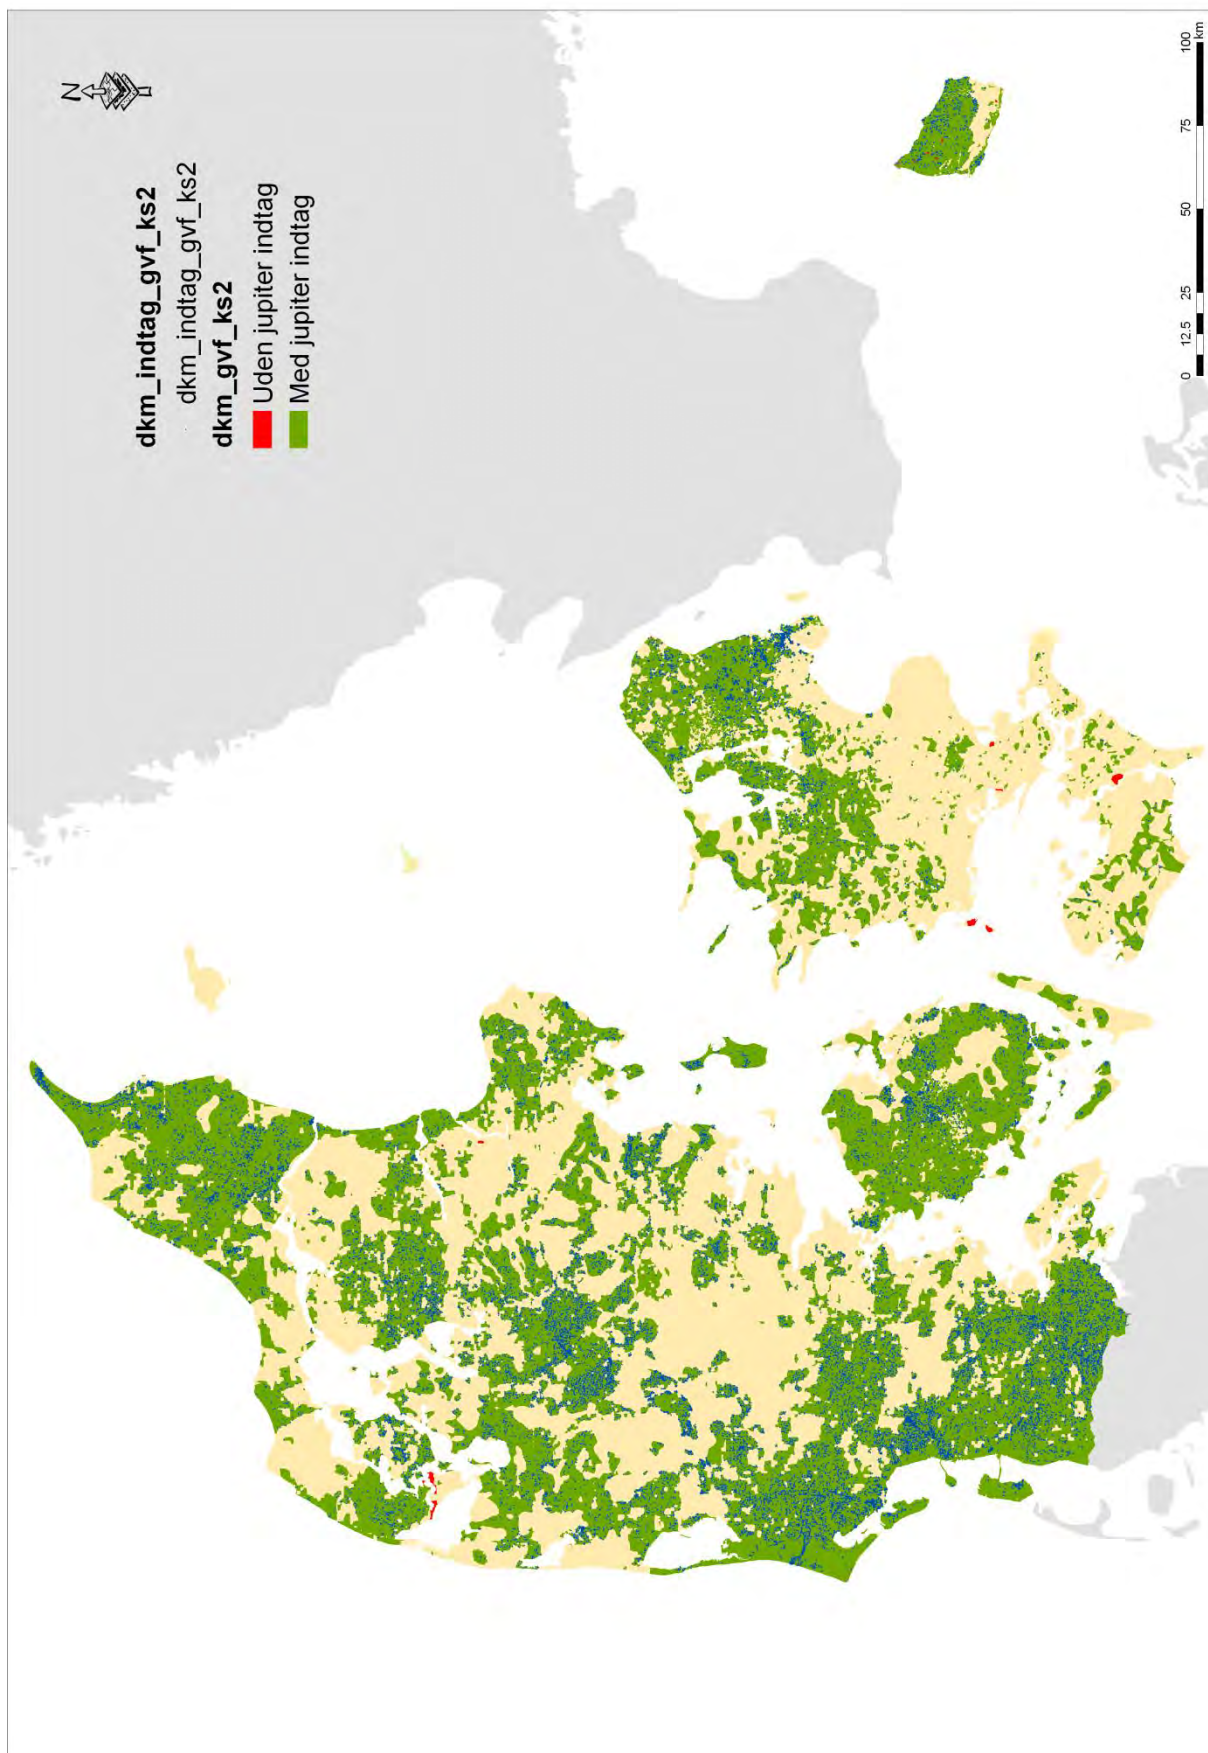 N
dkm_indtag_gvf_ks2
dkm_indtag_gvf_ks2
dkm_gvf_ks2
Uden jupiter indtag
Med jupiter indtag
0 12.5 25 50 75 100
km